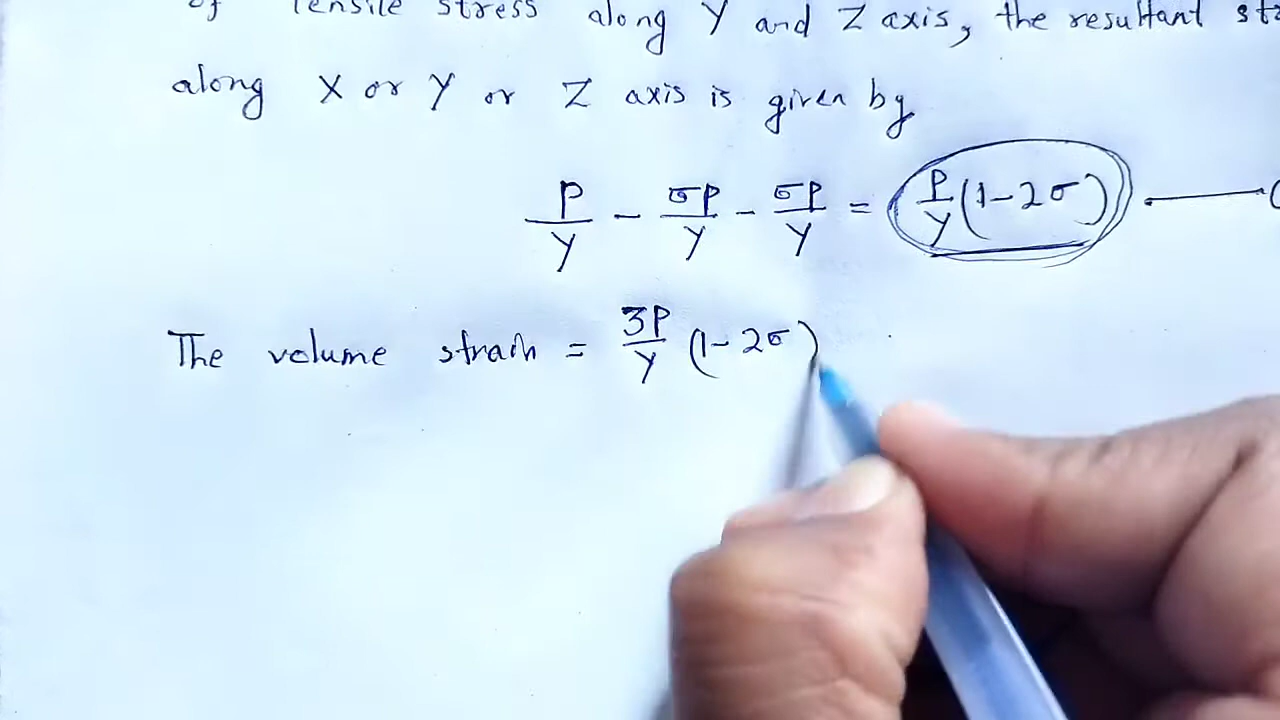 of tensile stress along Y and Z axis, the resultant
along X or Y or Z axis is given by
P/Y - σP/Y - σP/Y = P/Y (1-2σ)
The volume strain = 3P/Y (1-2σ)